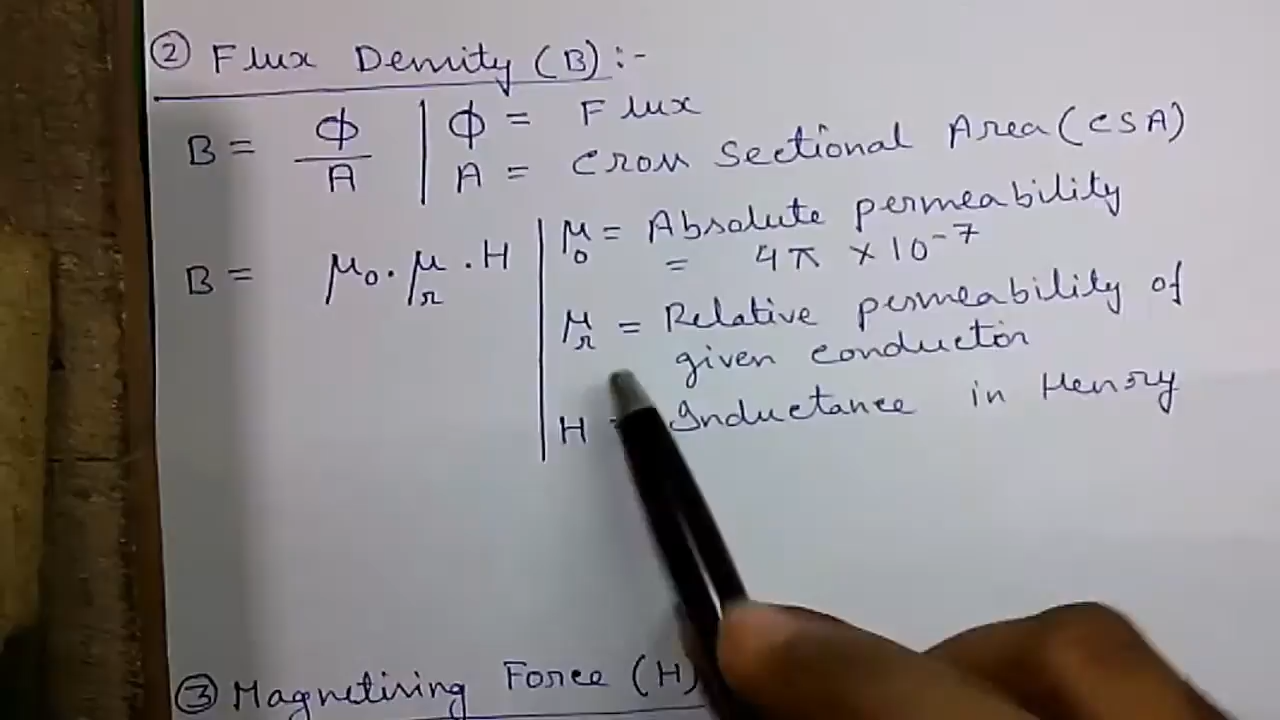 ② Flux Density (B) :-
B = Φ/A | Φ = Flux
A = Cross Sectional Area (CSA)
B = μ₀ . μᵣ . H | μ₀ = Absolute permeability
= 4π × 10⁻⁷
μᵣ = Relative permeability of
given conductor
H = Inductance in Henry
③ Magnetising Force (H)